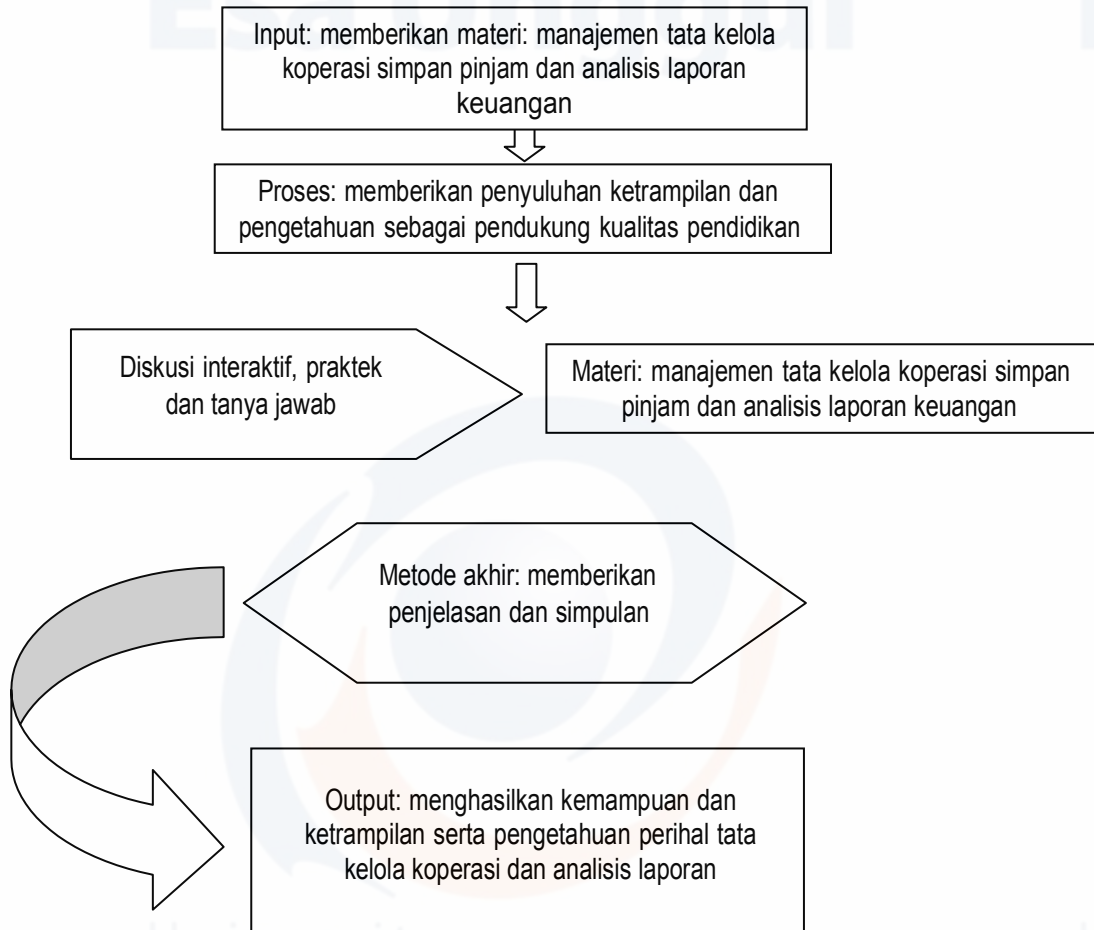 Esa Unggul
Input: memberikan materi: manajemen tata kelola
koperasi simpan pinjam dan analisis laporan
keuangan
Proses: memberikan penyuluhan ketrampilan dan
pengetahuan sebagai pendukung kualitas pendidikan
Diskusi interaktif, praktek
dan tanya jawab
Materi: manajemen tata kelola koperasi simpan
pinjam dan analisis laporan keuangan
Metode akhir: memberikan
penjelasan dan simpulan
Output: menghasilkan kemampuan dan
ketrampilan serta pengetahuan perihal tata
kelola koperasi dan analisis laporan